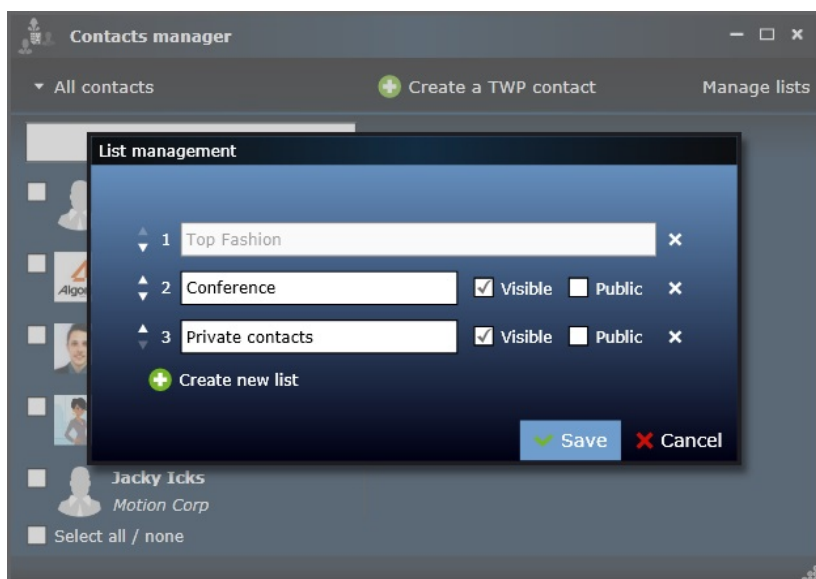 Contacts manager
All contacts
Create a TWP contact
Manage lists
List management
1 Top Fashion
2 Conference Visible Public
3 Private contacts Visible Public
Create new list
Save Cancel
Jacky Icks
Motion Corp
Select all / none